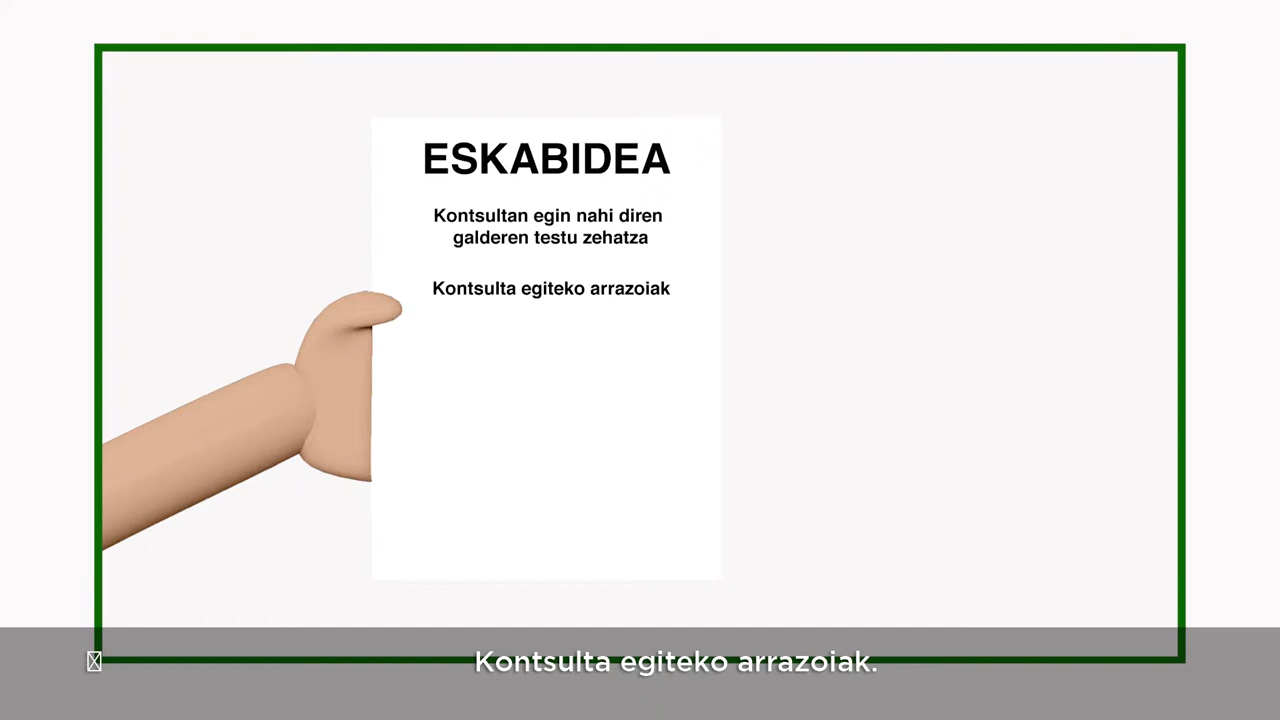 ESKABIDEA
Kontsultan egin nahi diren
galderen testu zehatza
Kontsulta egiteko arrazoiak
Kontsulta egiteko arrazoiak.